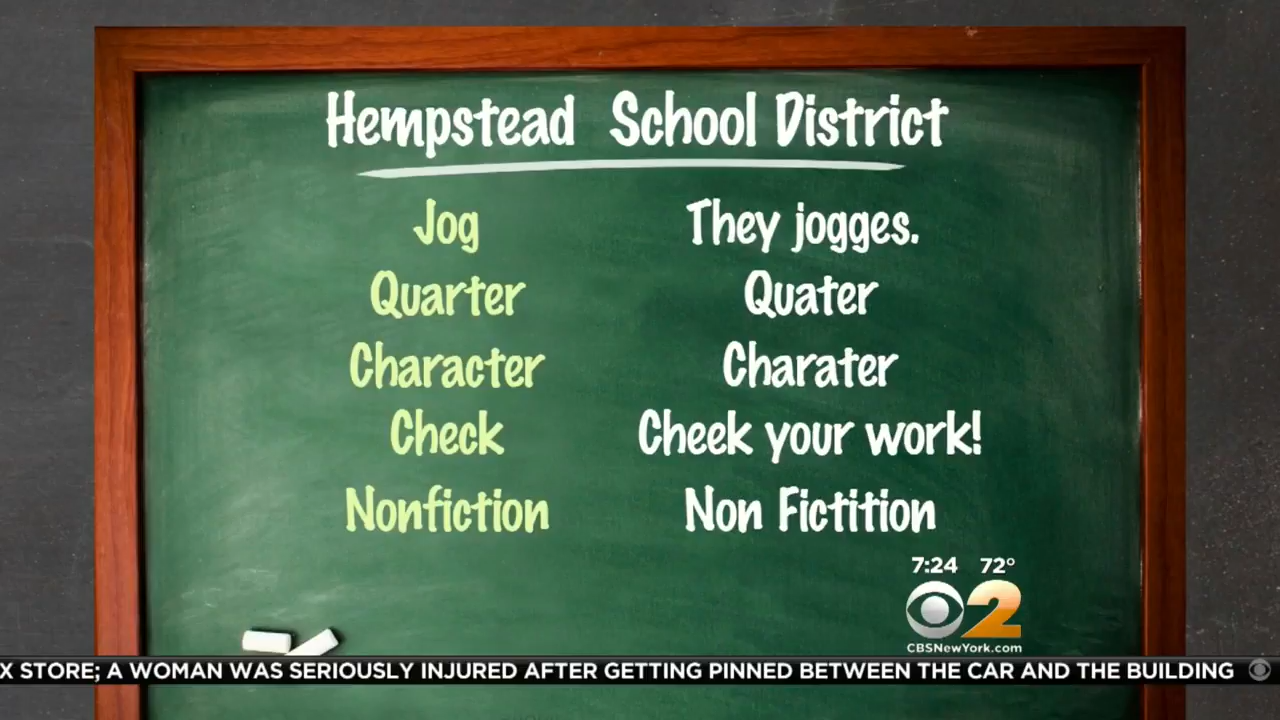 Hempstead School District
Jog They jogges.
Quarter Quater
Character Charater
Check Cheek your work!
Nonfiction Non Fictition
7:24 72°
2
CBSNewYork.com
X STORE; A WOMAN WAS SERIOUSLY INJURED AFTER GETTING PINNED BETWEEN THE CAR AND THE BUILDING